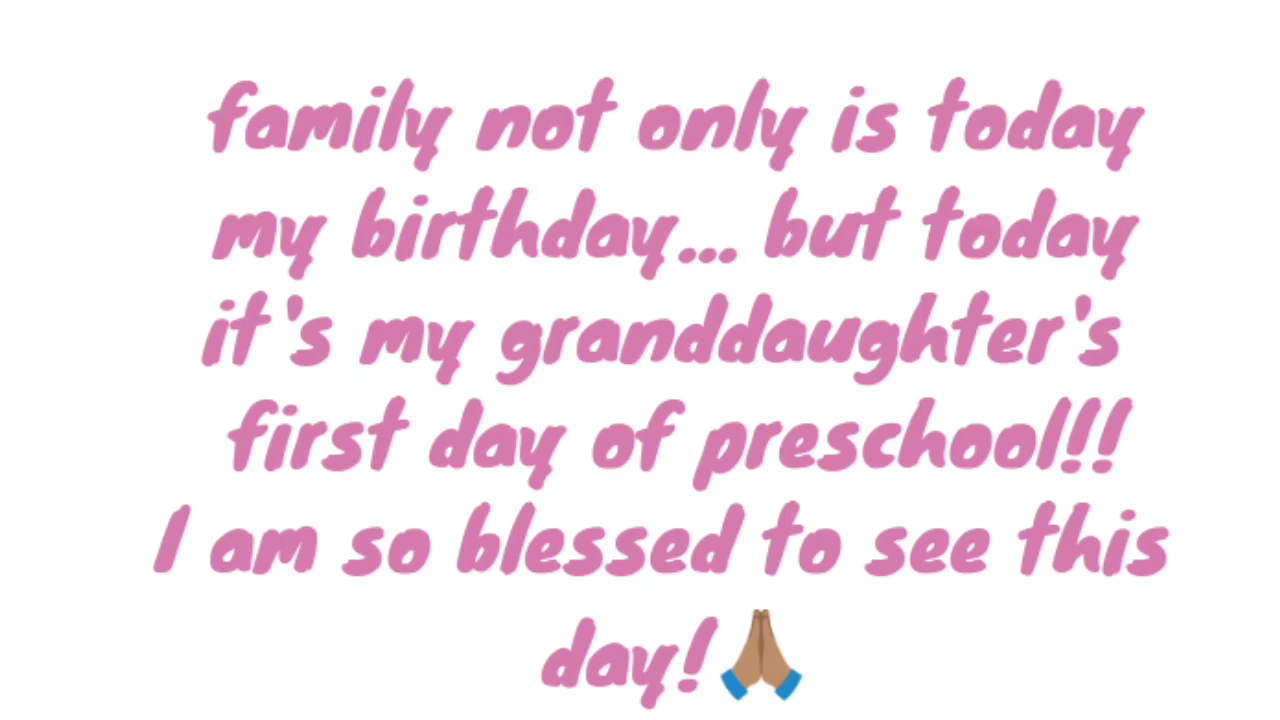 family not only is today
my birthday... but today
it's my granddaughter's
first day of preschool!!
I am so blessed to see this
day!🙏🏽